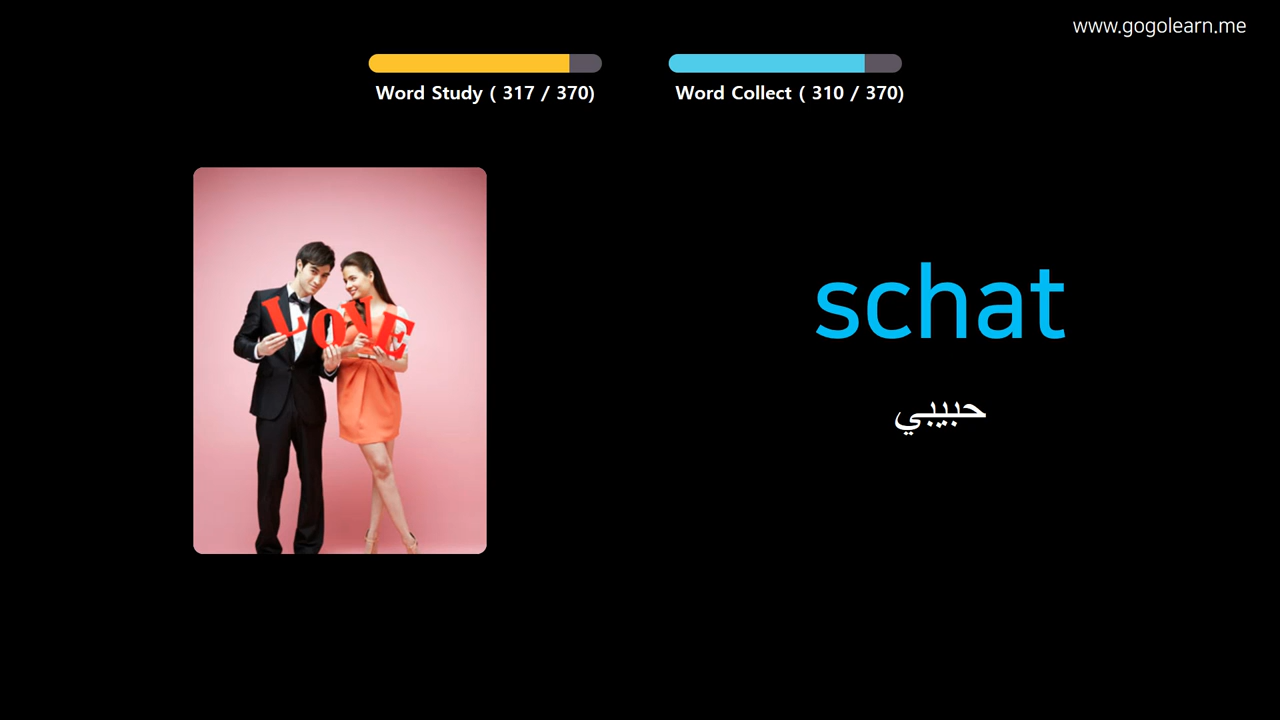 www.gogolearn.me
Word Study ( 317 / 370)
Word Collect ( 310 / 370)
LOVE
schat
حبيبي